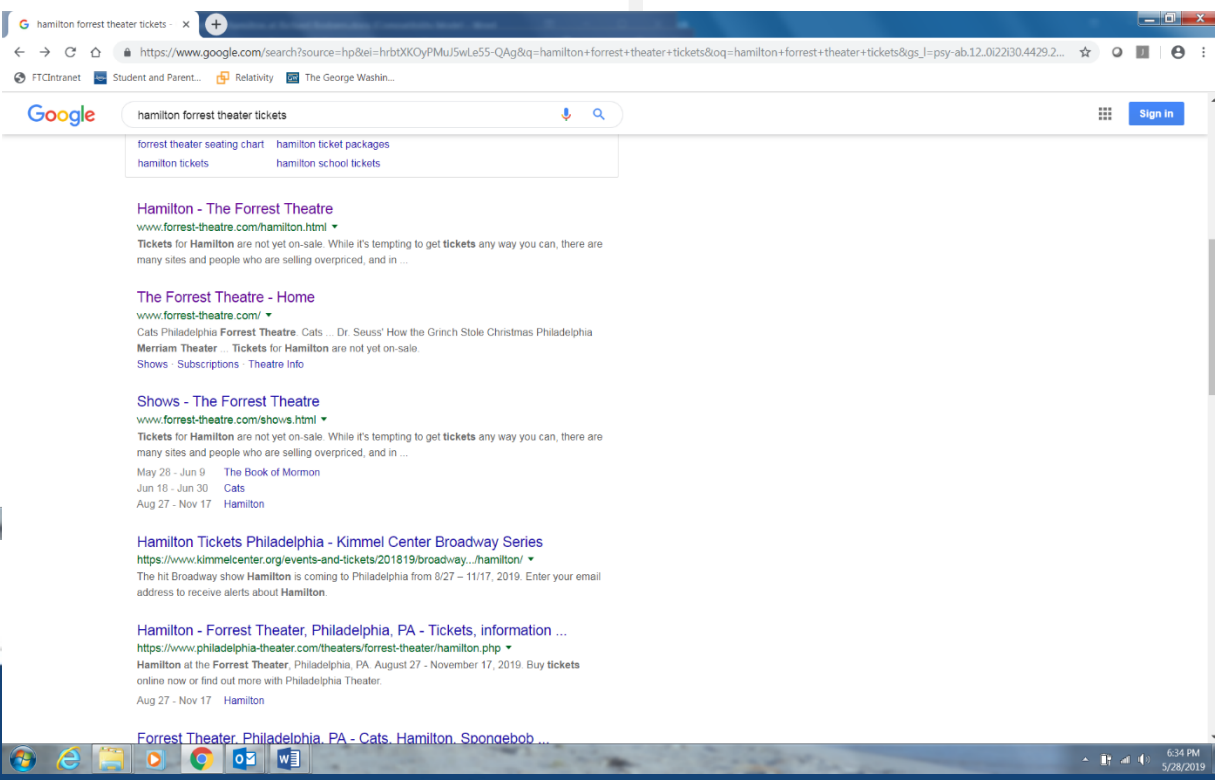 hamilton forrest theater tickets -
https://www.google.com/search?source=hp&ei=hrbtXKOyPMuJ5wLe55-QAg&q=hamilton+forrest+theater+tickets&oq=hamilton+forrest+theater+tickets&gs_l=psy-ab.12..0i22i30.4429.2...
FTCIntranet Student and Parent... Relativity The George Washin...
Google hamilton forrest theater tickets Sign in
forrest theater seating chart hamilton ticket packages
hamilton tickets hamilton school tickets
Hamilton - The Forrest Theatre
www.forrest-theatre.com/hamilton.html
Tickets for Hamilton are not yet on-sale. While it's tempting to get tickets any way you can, there are
many sites and people who are selling overpriced, and in ...
The Forrest Theatre - Home
www.forrest-theatre.com/
Cats Philadelphia Forrest Theatre. Cats ... Dr. Seuss' How the Grinch Stole Christmas Philadelphia
Merriam Theater ... Tickets for Hamilton are not yet on-sale.
Shows · Subscriptions · Theatre Info
Shows - The Forrest Theatre
www.forrest-theatre.com/shows.html
Tickets for Hamilton are not yet on-sale. While it's tempting to get tickets any way you can, there are
many sites and people who are selling overpriced, and in ...
May 28 - Jun 9 The Book of Mormon
Jun 18 - Jun 30 Cats
Aug 27 - Nov 17 Hamilton
Hamilton Tickets Philadelphia - Kimmel Center Broadway Series
https://www.kimmelcenter.org/events-and-tickets/201819/broadway.../hamilton/
The hit Broadway show Hamilton is coming to Philadelphia from 8/27 – 11/17, 2019. Enter your email
address to receive alerts about Hamilton.
Hamilton - Forrest Theater, Philadelphia, PA - Tickets, information ...
https://www.philadelphia-theater.com/theaters/forrest-theater/hamilton.php
Hamilton at the Forrest Theater, Philadelphia, PA. August 27 - November 17, 2019. Buy tickets
online now or find out more with Philadelphia Theater.
Aug 27 - Nov 17 Hamilton
Forrest Theater, Philadelphia, PA - Cats, Hamilton, Spongebob ...
6:34 PM
5/28/2019